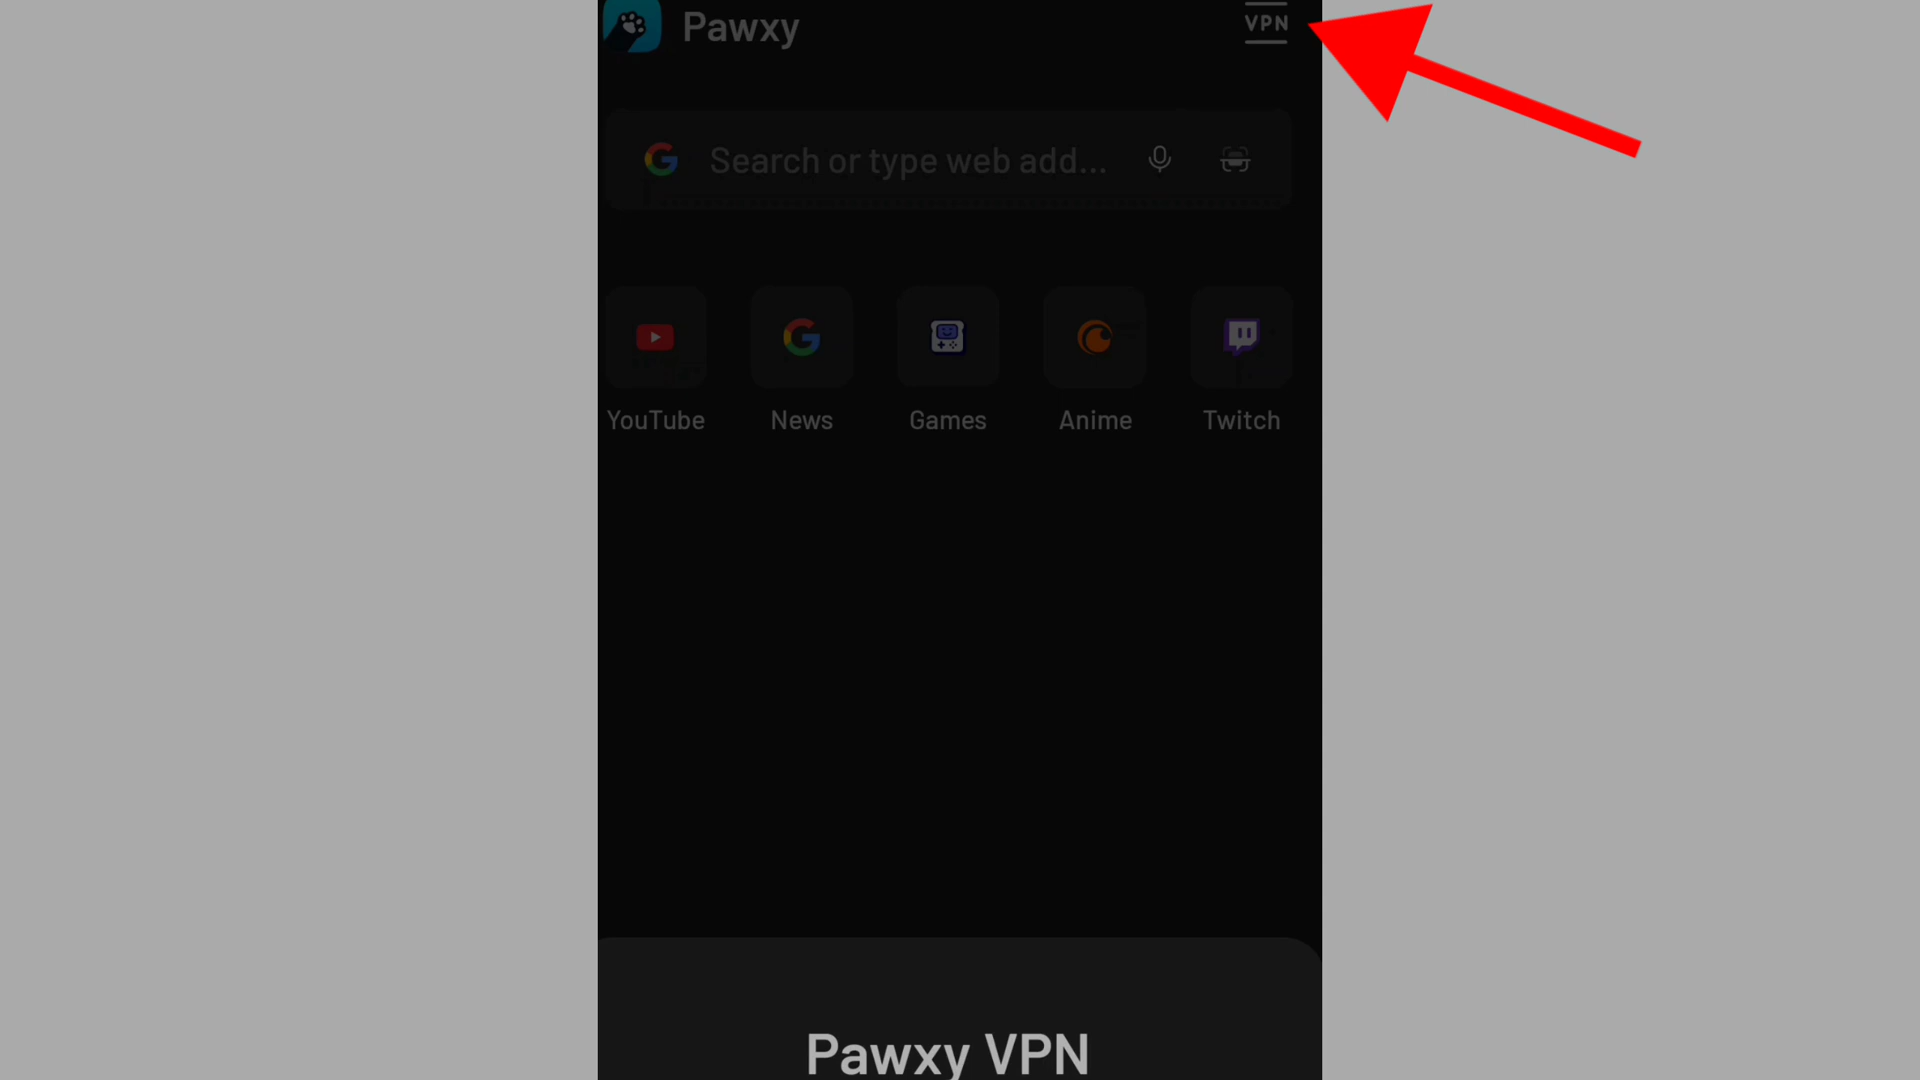 Pawxy
VPN
Search or type web add...
YouTube
News
Games
Anime
Twitch
Pawxy VPN